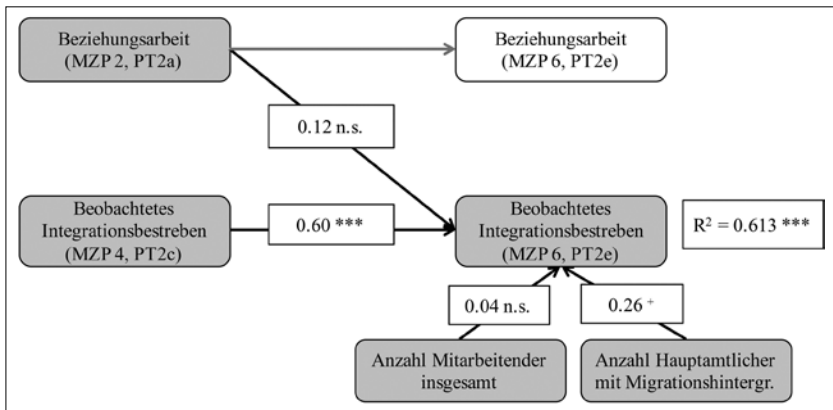 Beziehungsarbeit
(MZP 2, PT2a)
Beziehungsarbeit
(MZP 6, PT2e)
0.12 n.s.
Beobachtetes
Integrationsbestreben
(MZP 4, PT2c)
0.60 ***
Beobachtetes
Integrationsbestreben
(MZP 6, PT2e)
R² = 0.613 ***
0.04 n.s.
0.26 ⁺
Anzahl Mitarbeitender
insgesamt
Anzahl Hauptamtlicher
mit Migrationshintergr.